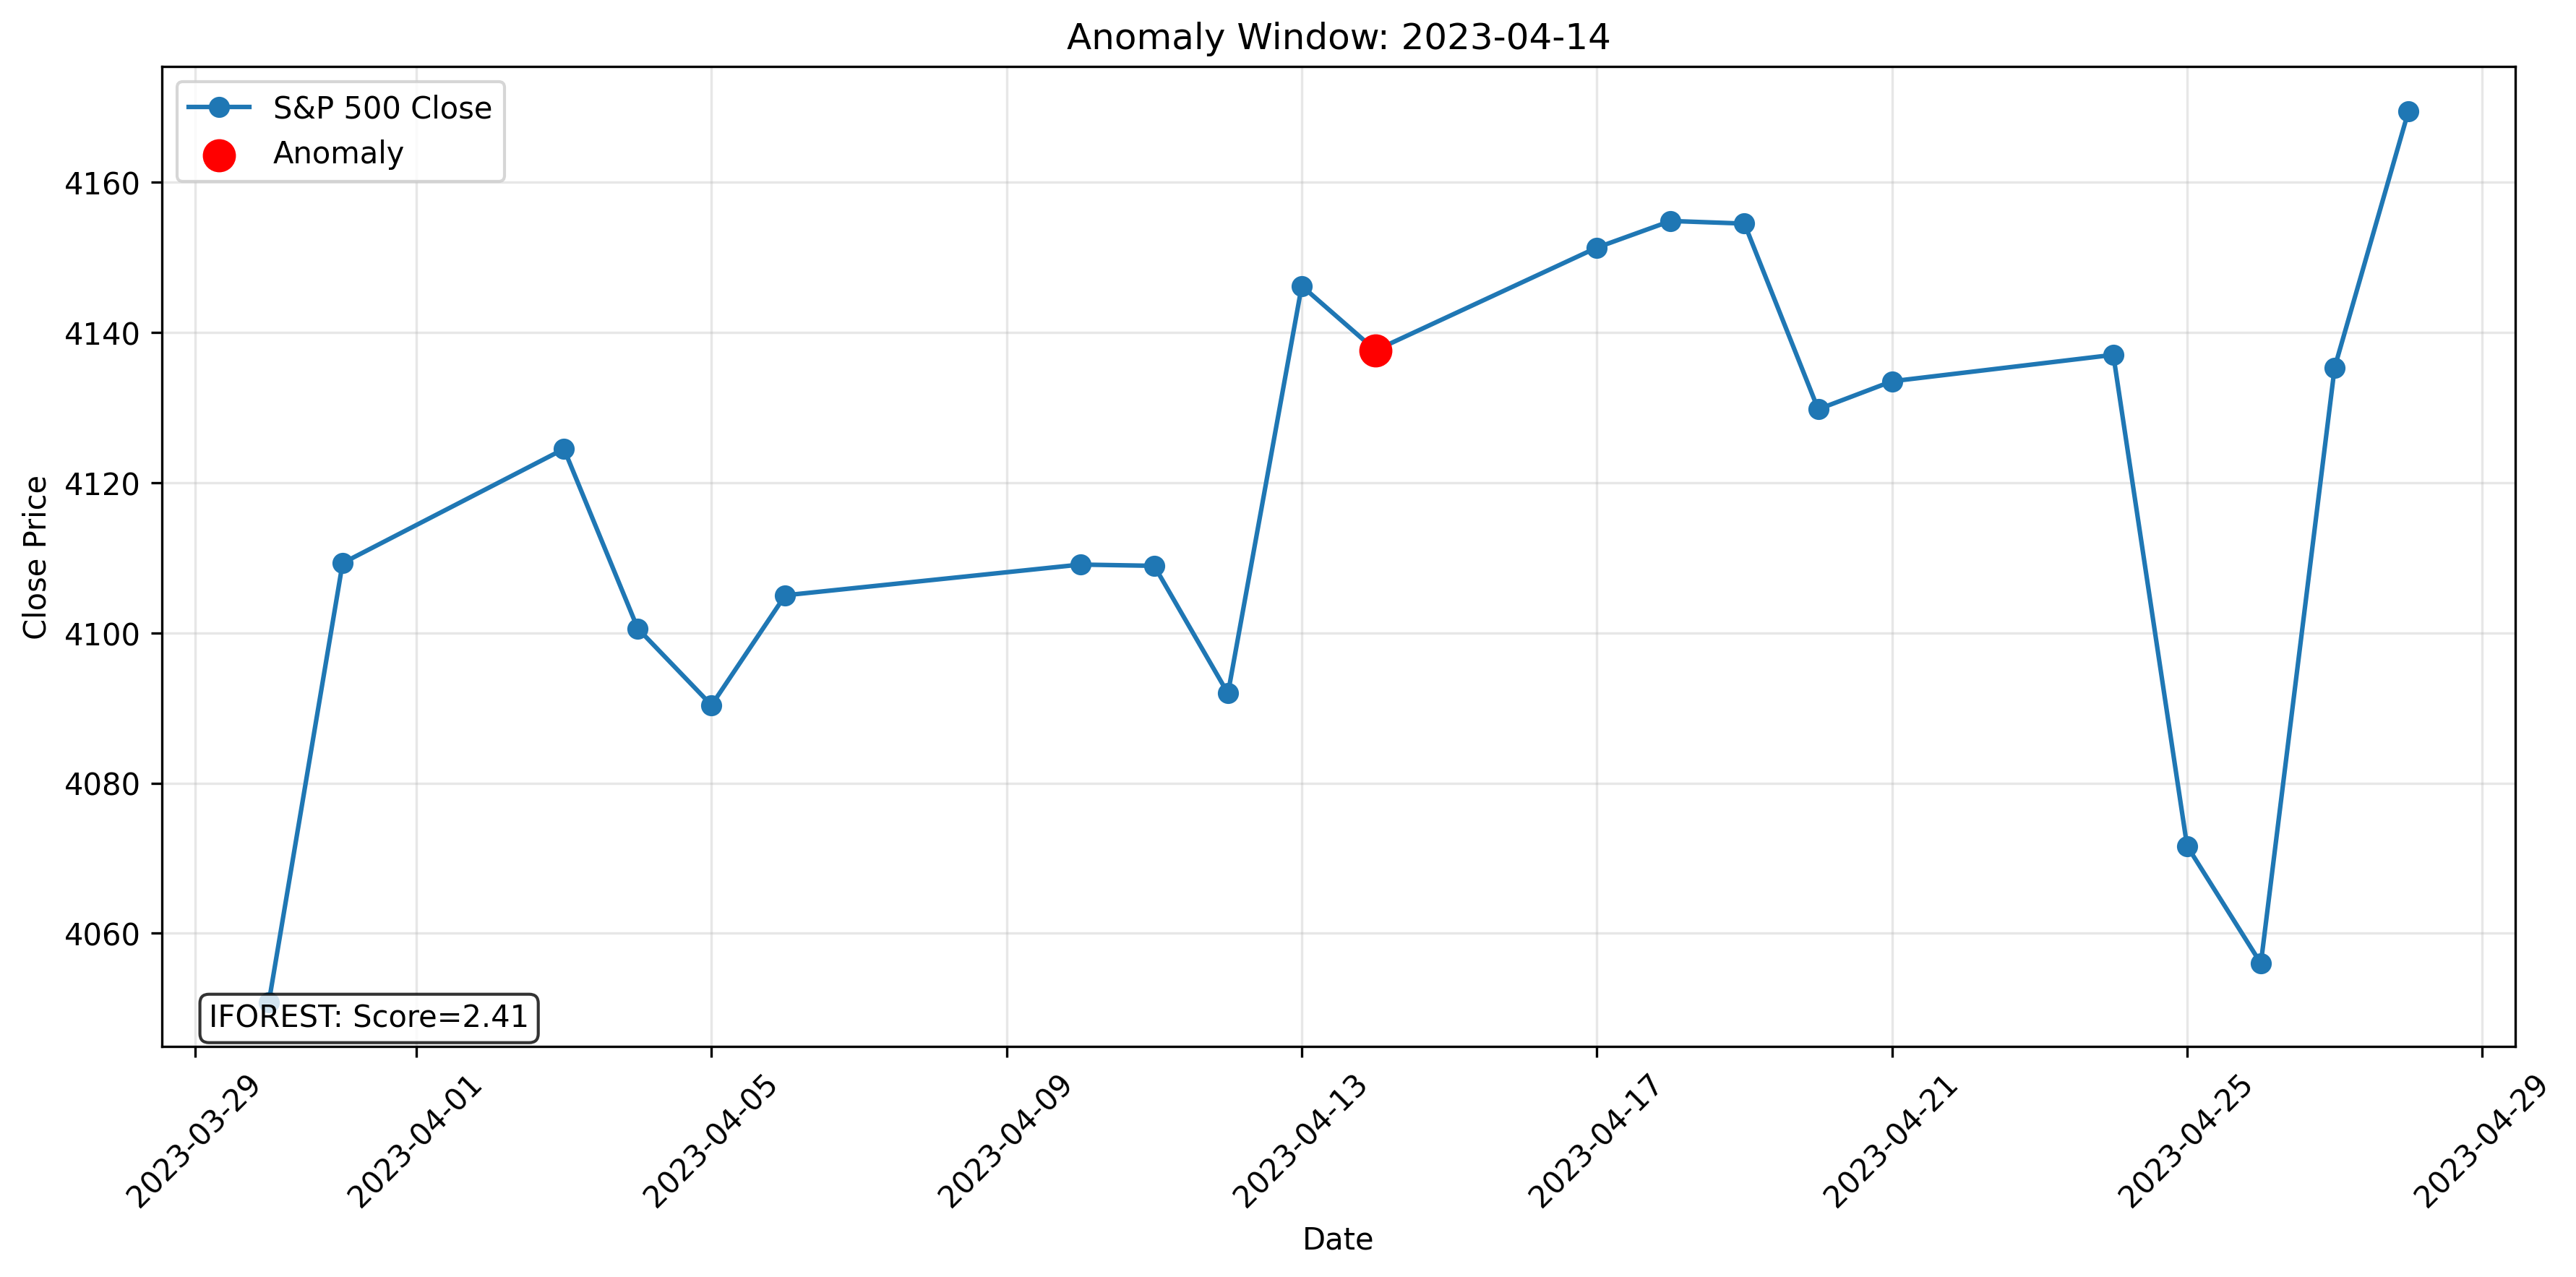 Anomaly Window: 2023-04-14
S&P 500 Close
Anomaly
4160
4140
4120
4100
4080
4060
Close Price
IFOREST: Score=2.41
2023-03-29
2023-04-01
2023-04-05
2023-04-09
2023-04-13
2023-04-17
2023-04-21
2023-04-25
2023-04-29
Date